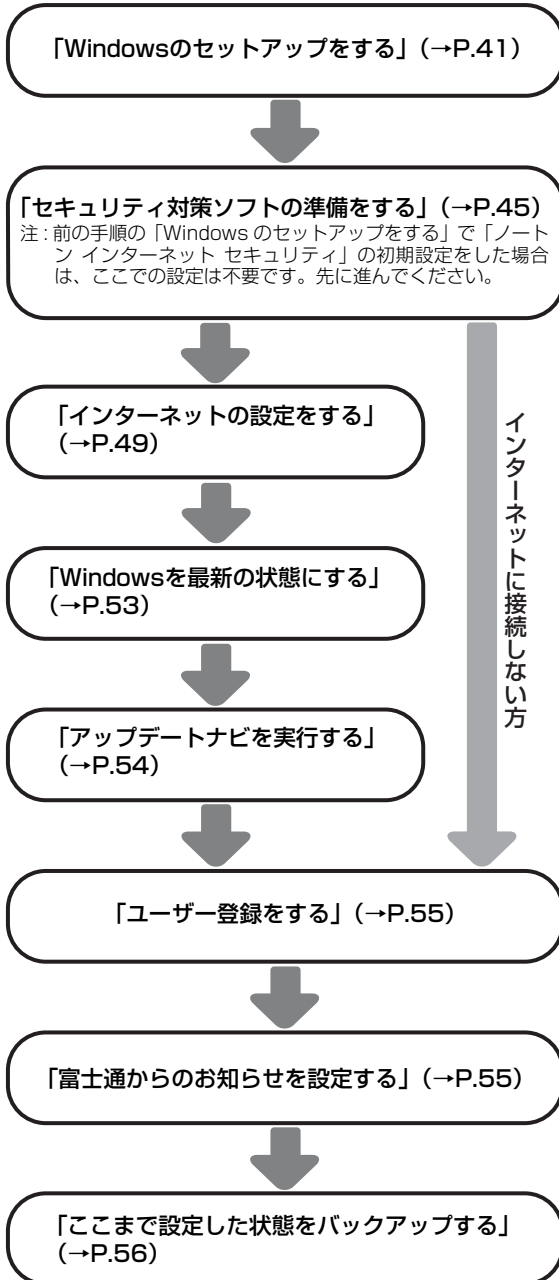 「Windowsのセットアップをする」（→P.41）
「セキュリティ対策ソフトの準備をする」（→P.45）
注：前の手順の「Windows のセットアップをする」で「ノート
ン インターネット セキュリティ」の初期設定をした場合
は、ここでの設定は不要です。先に進んでください。
「インターネットの設定をする」
（→P.49）
「Windowsを最新の状態にする」
（→P.53）
「アップデートナビを実行する」
（→P.54）
インターネットに接続しない方
「ユーザー登録をする」（→P.55）
「富士通からのお知らせを設定する」（→P.55）
「ここまで設定した状態をバックアップする」
（→P.56）